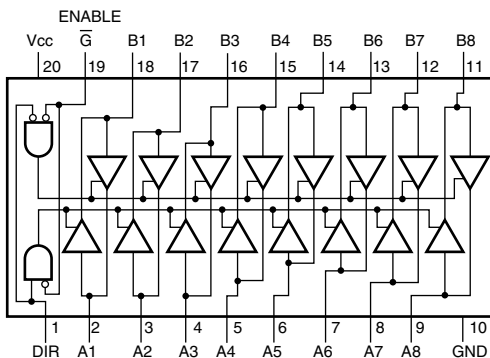 ENABLE
Vcc G B1 B2 B3 B4 B5 B6 B7 B8
20 19 18 17 16 15 14 13 12 11
1 2 3 4 5 6 7 8 9 10
DIR A1 A2 A3 A4 A5 A6 A7 A8 GND